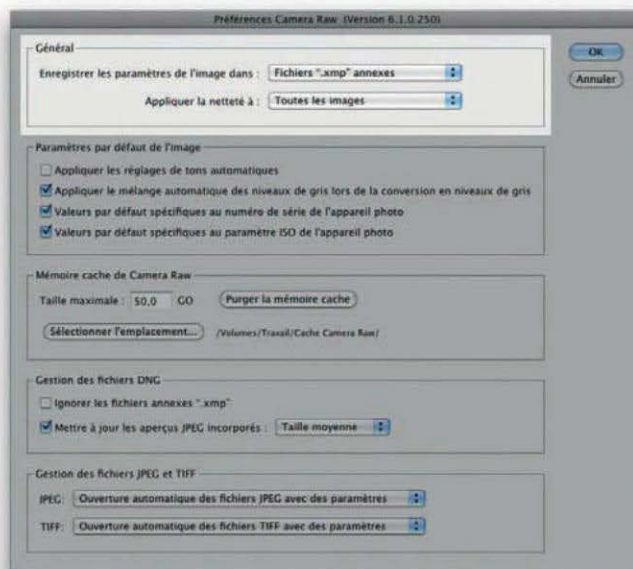 Préférences Camera Raw (Version 6.1.0.250)
Général
Enregistrer les paramètres de l'image dans : Fichiers ".xmp" annexes
Appliquer la netteté à : Toutes les images
OK
Annuler
Paramètres par défaut de l'image
Appliquer les réglages de tons automatiques
Appliquer le mélange automatique des niveaux de gris lors de la conversion en niveaux de gris
Valeurs par défaut spécifiques au numéro de série de l'appareil photo
Valeurs par défaut spécifiques au paramètre ISO de l'appareil photo
Mémoire cache de Camera Raw
Taille maximale : 50,0 GO Purger la mémoire cache
Sélectionner l'emplacement... /Volumes/Travail/Cache Camera Raw/
Gestion des fichiers DNG
Ignorer les fichiers annexes ".xmp"
Mettre à jour les aperçus JPEG incorporés : Taille moyenne
Gestion des fichiers JPEG et TIFF
JPEG: Ouverture automatique des fichiers JPEG avec des paramètres
TIFF: Ouverture automatique des fichiers TIFF avec des paramètres